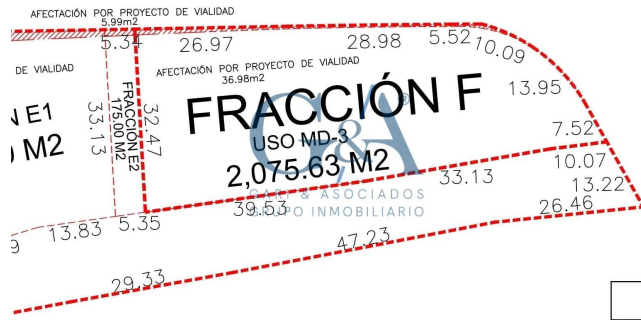 AFECTACIÓN POR PROYECTO DE VIALIDAD
5.99m2
5.34
26.97
28.98
5.52
10.09
DE VIALIDAD
AFECTACIÓN POR PROYECTO DE VIALIDAD
36.98m2
13.95
N E1
M2
33.13
FRACCIÓN E2
175.00 M2
32.47
FRACCIÓN F
USO MD-3
2,075.63 M2
G&A®
GARI & ASOCIADOS
GRUPO INMOBILIARIO
7.52
10.07
33.13
13.22
39.53
26.46
5.35
13.83
9
47.23
29.33